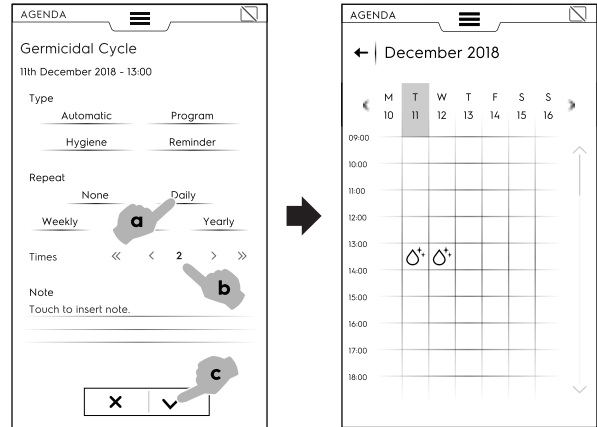 AGENDA
Germicidal Cycle
11th December 2018 - 13:00
Type
Automatic Program
Hygiene Reminder
Repeat
None Daily
Weekly Yearly
a
Times << < 2 > >>
b
Note
Touch to insert note.
c
AGENDA
December 2018
M T W T F S S
10 11 12 13 14 15 16
09:00
10:00
11:00
12:00
13:00
14:00
15:00
16:00
17:00
18:00